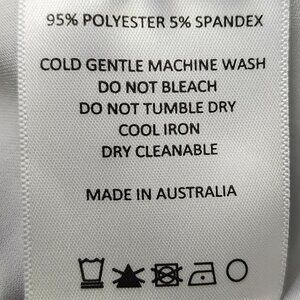 95% POLYESTER 5% SPANDEX
COLD GENTLE MACHINE WASH
DO NOT BLEACH
DO NOT TUMBLE DRY
COOL IRON
DRY CLEANABLE
MADE IN AUSTRALIA